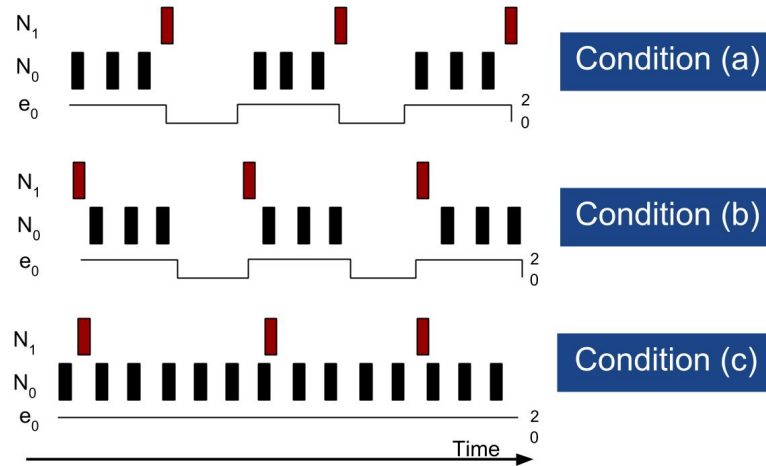 N₁
N₀
e₀
2
0
Condition (a)
N₁
N₀
e₀
2
0
Condition (b)
N₁
N₀
e₀
2
0
Condition (c)
Time